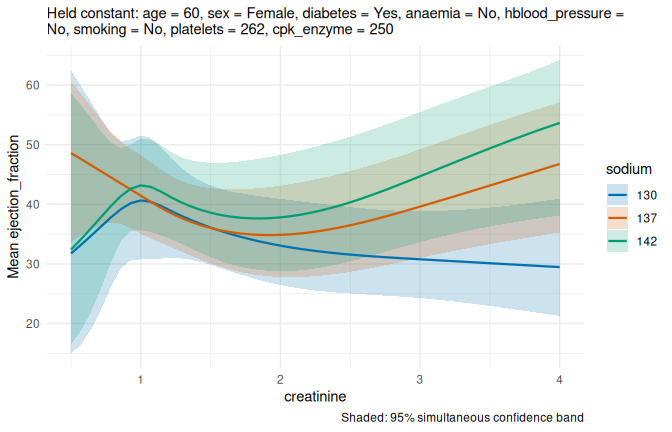 Held constant: age = 60, sex = Female, diabetes = Yes, anaemia = No, hblood_pressure =
No, smoking = No, platelets = 262, cpk_enzyme = 250
Mean ejection_fraction
60
50
40
30
20
1
2
3
4
creatinine
sodium
130
137
142
Shaded: 95% simultaneous confidence band